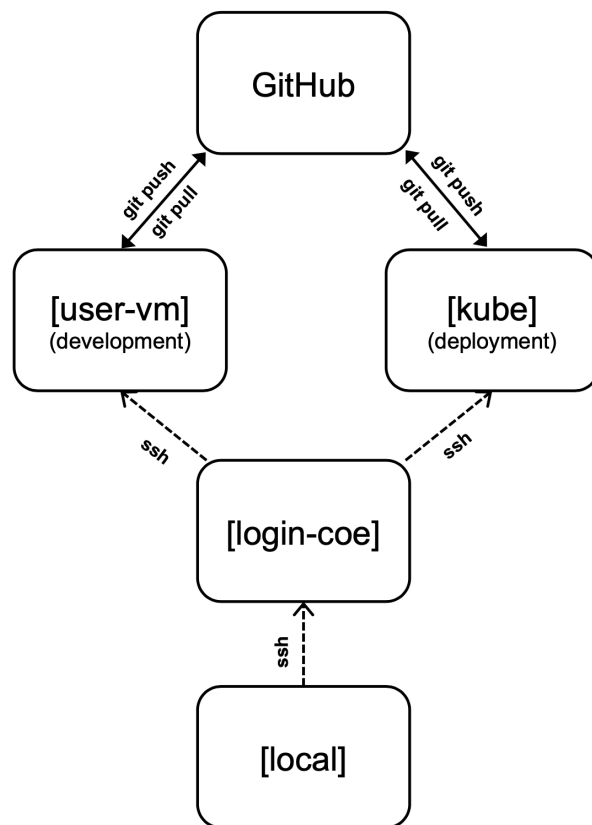 GitHub
git push
git pull
git push
git pull
[user-vm]
(development)
[kube]
(deployment)
ssh
ssh
[login-coe]
ssh
[local]